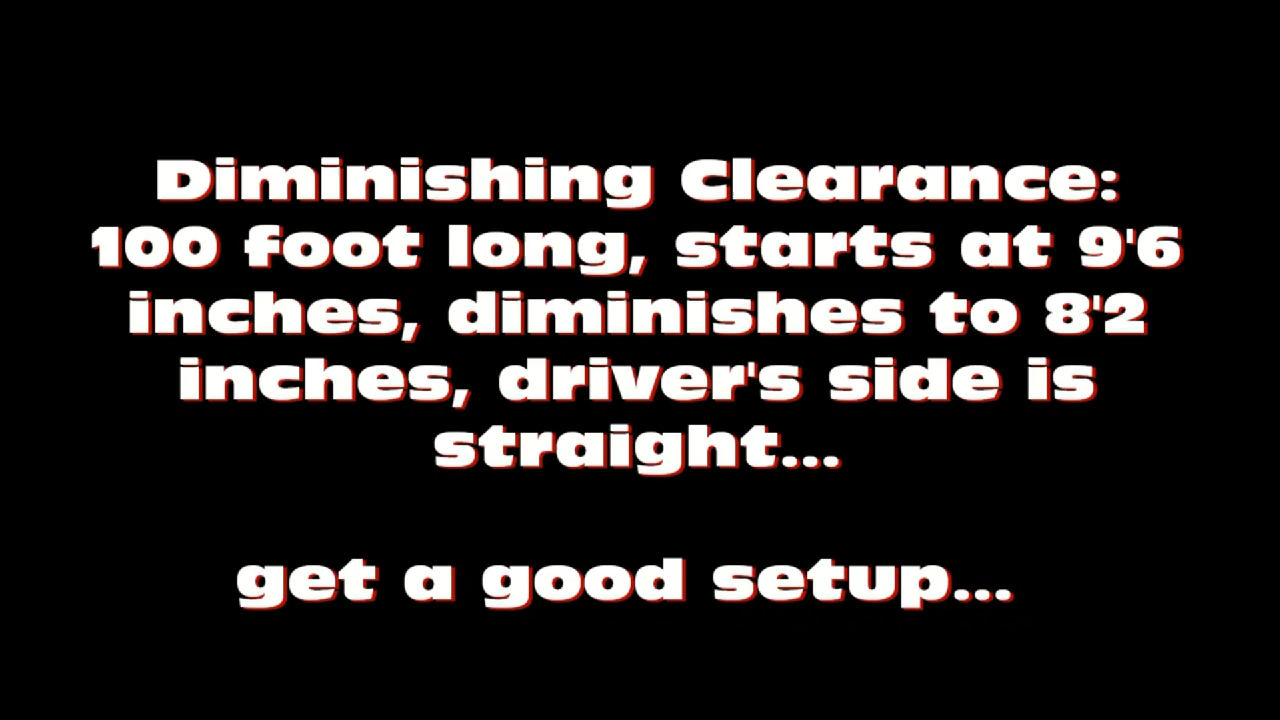 Diminishing Clearance:
100 foot long, starts at 9'6
inches, diminishes to 8'2
inches, driver's side is
straight...
get a good setup...